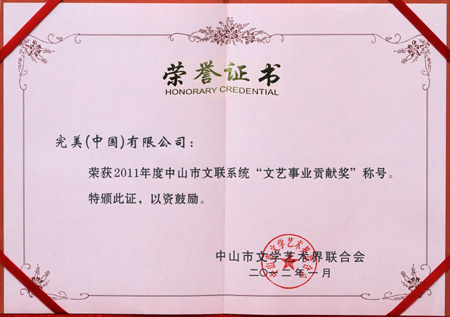 荣誉证书
HONORARY CREDENTIAL
完美(中国)有限公司：
荣获2011年度中山市文联系统“文艺事业贡献奖”称号。
特颁此证，以资鼓励。
中山市文学艺术界联合会
二〇一二年一月